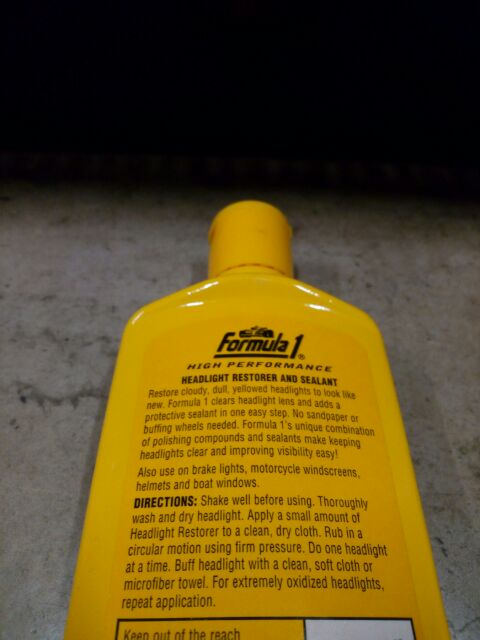 Formula 1®
HIGH PERFORMANCE
HEADLIGHT RESTORER AND SEALANT
Restore cloudy, dull, yellowed headlights to look like
new. Formula 1 clears headlight lens and adds a
protective sealant in one easy step. No sandpaper or
buffing wheels needed. Formula 1's unique combination
of polishing compounds and sealants make keeping
headlights clear and improving visibility easy!
Also use on brake lights, motorcycle windscreens,
helmets and boat windows.
DIRECTIONS: Shake well before using. Thoroughly
wash and dry headlight. Apply a small amount of
Headlight Restorer to a clean, dry cloth. Rub in a
circular motion using firm pressure. Do one headlight
at a time. Buff headlight with a clean, soft cloth or
microfiber towel. For extremely oxidized headlights,
repeat application.
Keep out of the reach